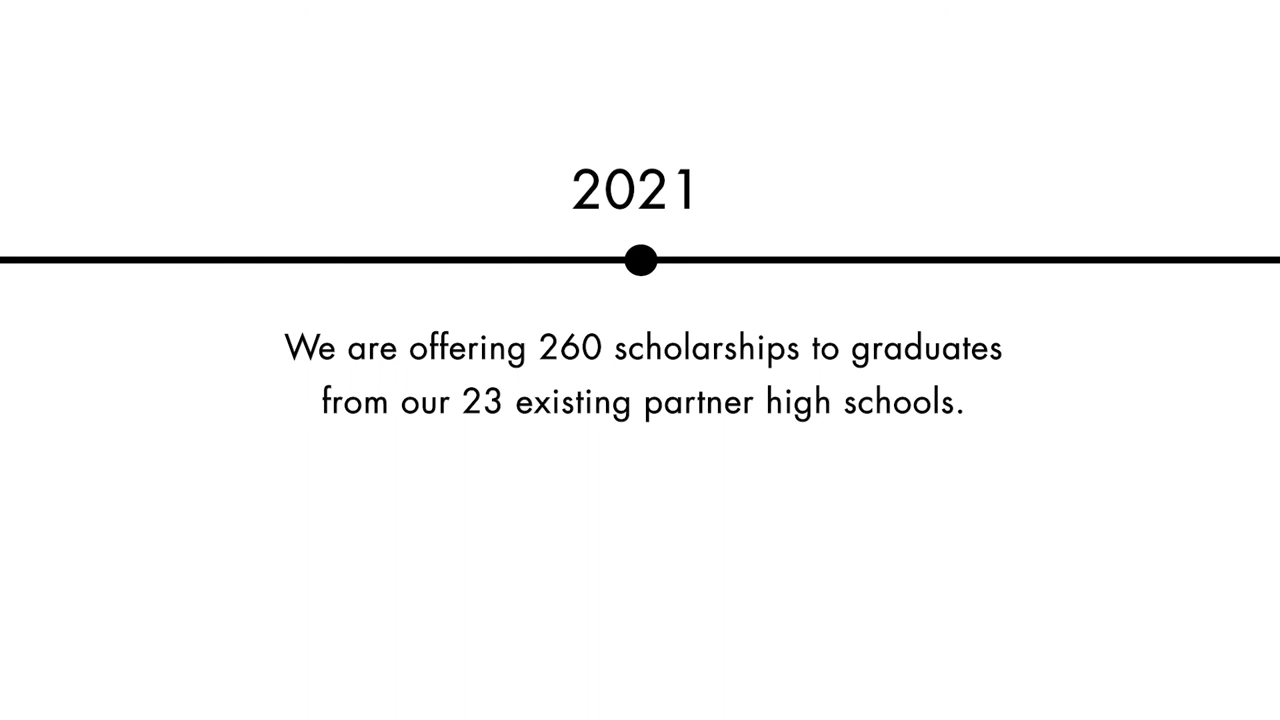 2021
We are offering 260 scholarships to graduates
from our 23 existing partner high schools.